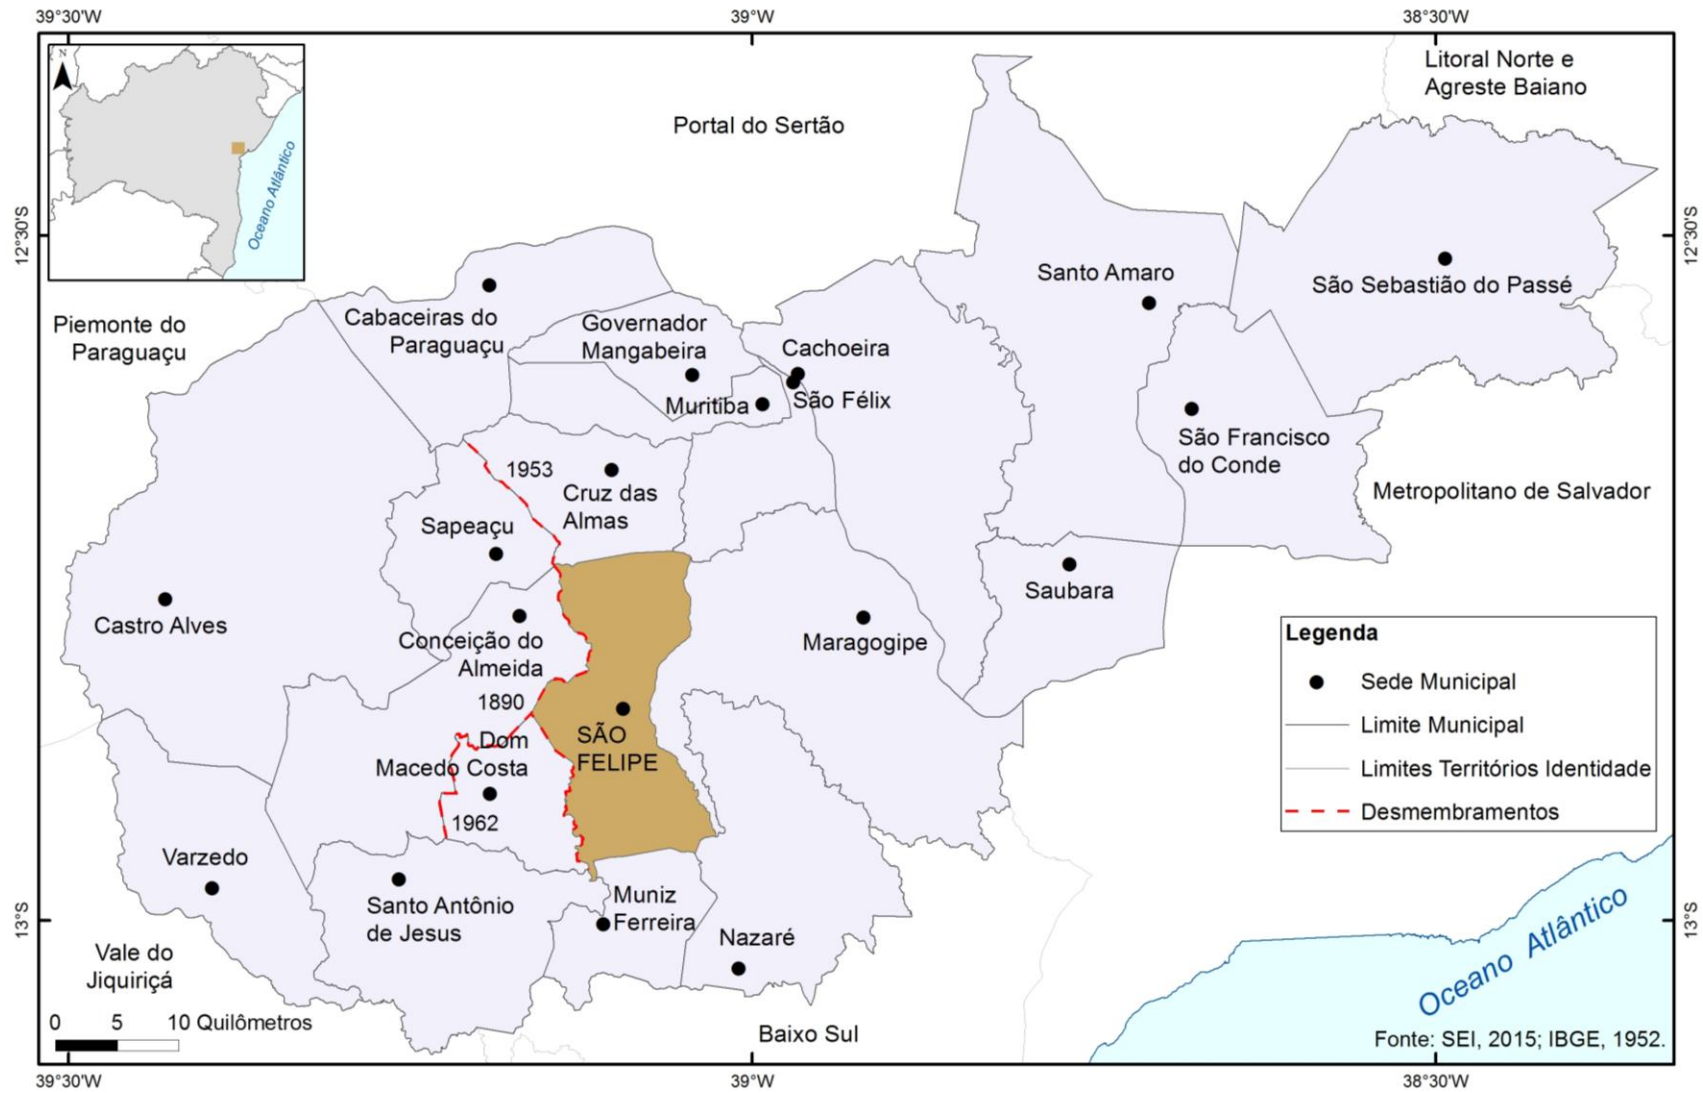 39°30'W
39°W
38°30'W
N
Oceano Atlântico
Litoral Norte e
Agreste Baiano
Portal do Sertão
12°30'S
12°30'S
Santo Amaro
São Sebastião do Passé
Piemonte do
Paraguaçu
Cabaceiras do
Paraguaçu
Governador
Mangabeira
Cachoeira
Muritiba
São Félix
São Francisco
do Conde
1953
Cruz das
Almas
Metropolitano de Salvador
Sapeaçu
Saubara
Castro Alves
Conceição do
Almeida
Maragogipe
1890
SÃO
FELIPE
Dom
Macedo Costa
1962
Legenda
Sede Municipal
Limite Municipal
Limites Territórios Identidade
Desmembramentos
Varzedo
Santo Antônio
de Jesus
Muniz
Ferreira
Nazaré
13°S
13°S
Vale do
Jiquiriçá
Oceano Atlântico
0 5 10 Quilômetros
Baixo Sul
Fonte: SEI, 2015; IBGE, 1952.
39°30'W
39°W
38°30'W